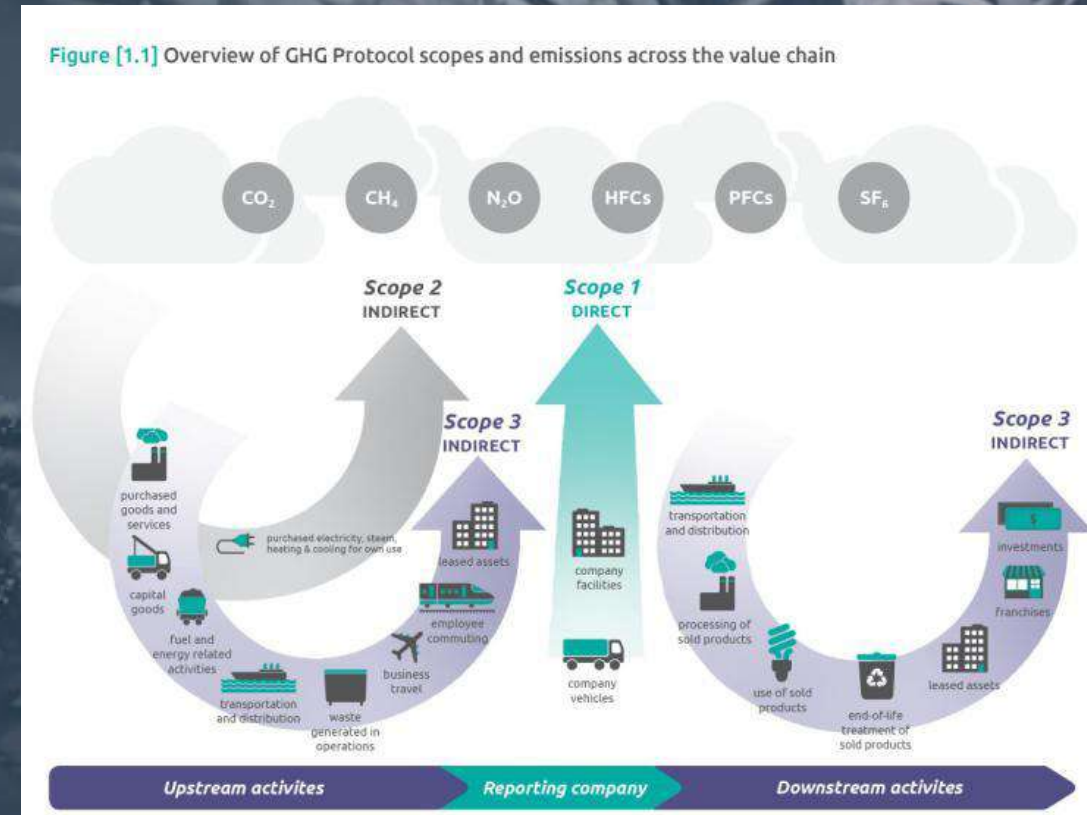 Figure [1.1] Overview of GHG Protocol scopes and emissions across the value chain
CO₂
CH₄
N₂O
HFCs
PFCs
SF₆
Scope 2
INDIRECT
Scope 1
DIRECT
Scope 3
INDIRECT
Scope 3
INDIRECT
purchased
goods and
services
capital
goods
fuel and
energy related
activities
purchased electricity, steam,
heating & cooling for own use
transportation
and distribution
waste
generated in
operations
business
travel
employee
commuting
leased assets
company
facilities
company
vehicles
transportation
and distribution
processing of
sold products
use of sold
products
end-of-life
treatment of
sold products
leased assets
franchises
investments
$
Upstream activites
Reporting company
Downstream activites